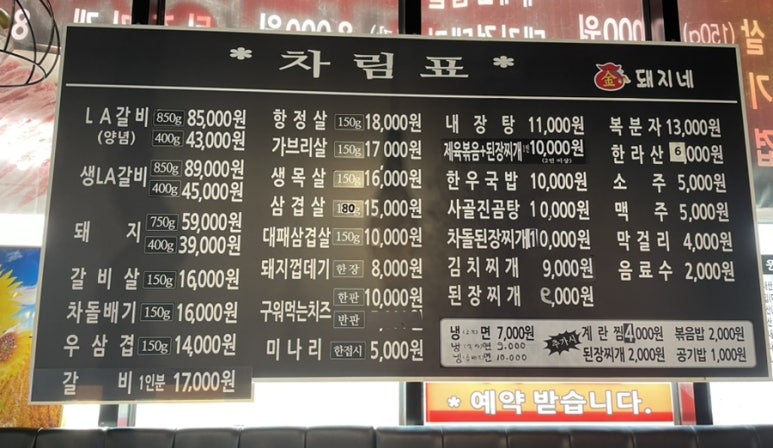 * 차림표 *
金 돼지네
LA갈비 850g 85,000원
(양념) 400g 43,000원
생LA갈비 850g 89,000원
400g 45,000원
돼지 750g 59,000원
400g 39,000원
갈비살 150g 16,000원
차돌배기 150g 16,000원
우삼겹 150g 14,000원
갈비 1인분 17,000원
항정살 150g 18,000원
가브리살 150g 17,000원
생목살 150g 16,000원
삼겹살 180g 15,000원
대패삼겹살 150g 10,000원
돼지껍데기 한장 8,000원
구워먹는치즈 한판 10,000원
반판
미나리 한접시 5,000원
내장탕 11,000원
제육볶음+된장찌개 1인 10,000원
(2인 이상)
한우국밥 10,000원
사골진곰탕 10,000원
차돌된장찌개 10,000원
김치찌개 9,000원
된장찌개 ,000원
복분자 13,000원
한라산 6,000원
소주 5,000원
맥주 5,000원
막걸리 4,000원
음료수 2,000원
냉면 7,000원
9,000
10,000
추가시
계란찜 4,000원 볶음밥 2,000원
된장찌개 2,000원 공기밥 1,000원
* 예약 받습니다.